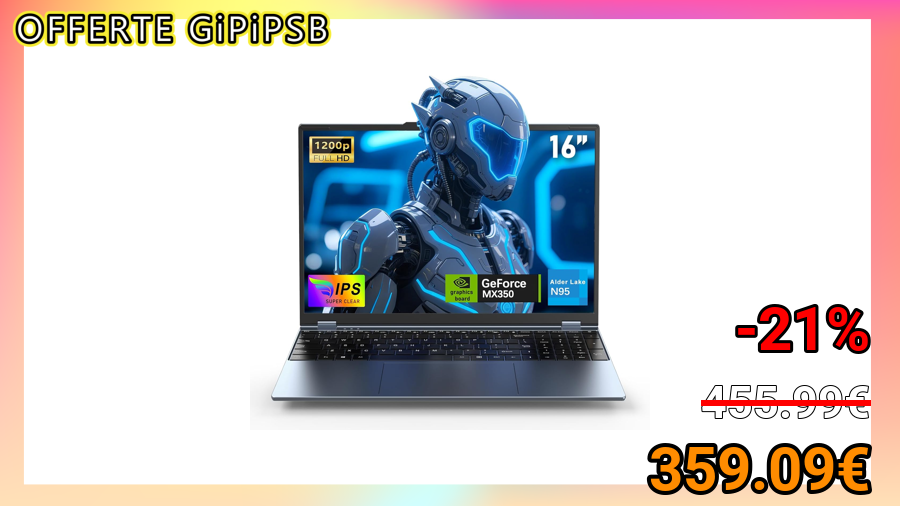 OFFERTE GiPiPSB
1200p
FULL HD
16”
IPS
SUPER CLEAR
graphics
board
GeForce
MX350
Alder Lake
N95
-21%
455.99€
359.09€